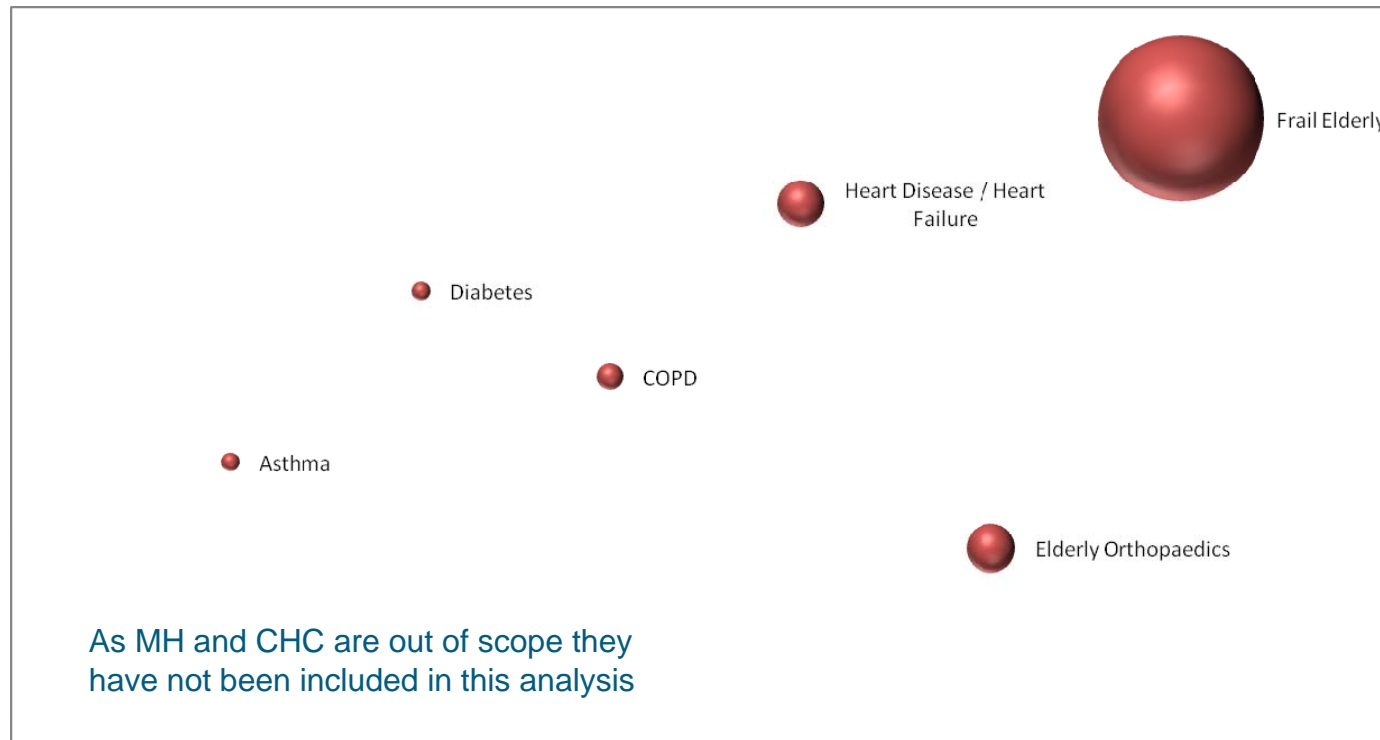 Frail Elderly
Heart Disease / Heart
Failure
Diabetes
COPD
Asthma
Elderly Orthopaedics
As MH and CHC are out of scope they
have not been included in this analysis